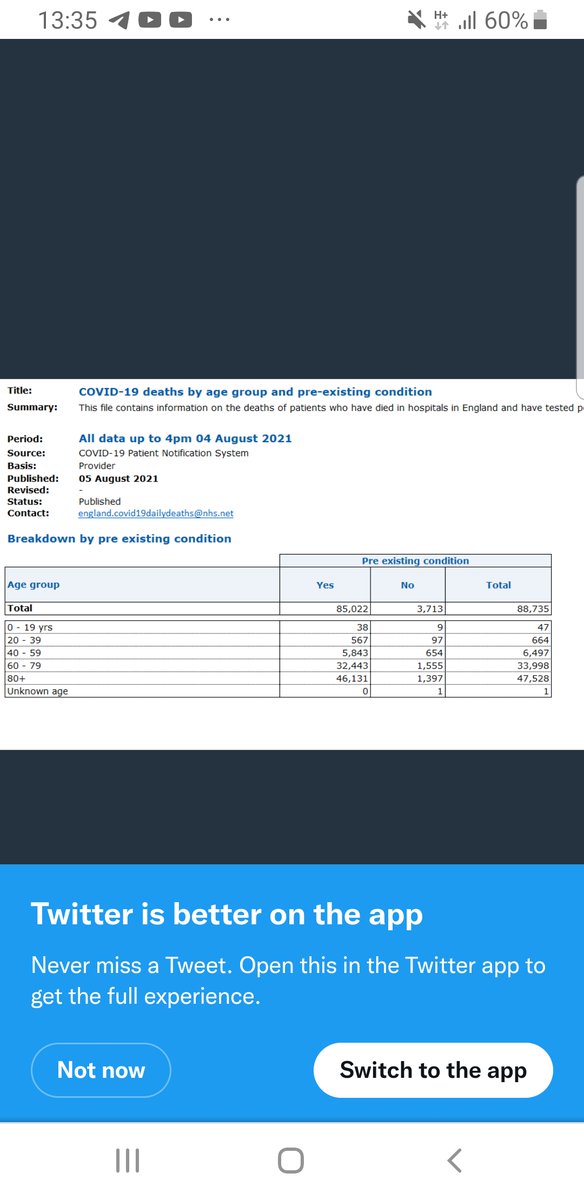 13:35 ... H+ 60%
Title: COVID-19 deaths by age group and pre-existing condition
Summary: This file contains information on the deaths of patients who have died in hospitals in England and have tested p
Period: All data up to 4pm 04 August 2021
Source: COVID-19 Patient Notification System
Basis: Provider
Published: 05 August 2021
Revised: -
Status: Published
Contact: england.covid19dailydeaths@nhs.net
Breakdown by pre existing condition
Pre existing condition
Age group Yes No Total
Total 85,022 3,713 88,735
0 - 19 yrs 38 9 47
20 - 39 567 97 664
40 - 59 5,843 654 6,497
60 - 79 32,443 1,555 33,998
80+ 46,131 1,397 47,528
Unknown age 0 1 1
Twitter is better on the app
Never miss a Tweet. Open this in the Twitter app to
get the full experience.
Not now Switch to the app